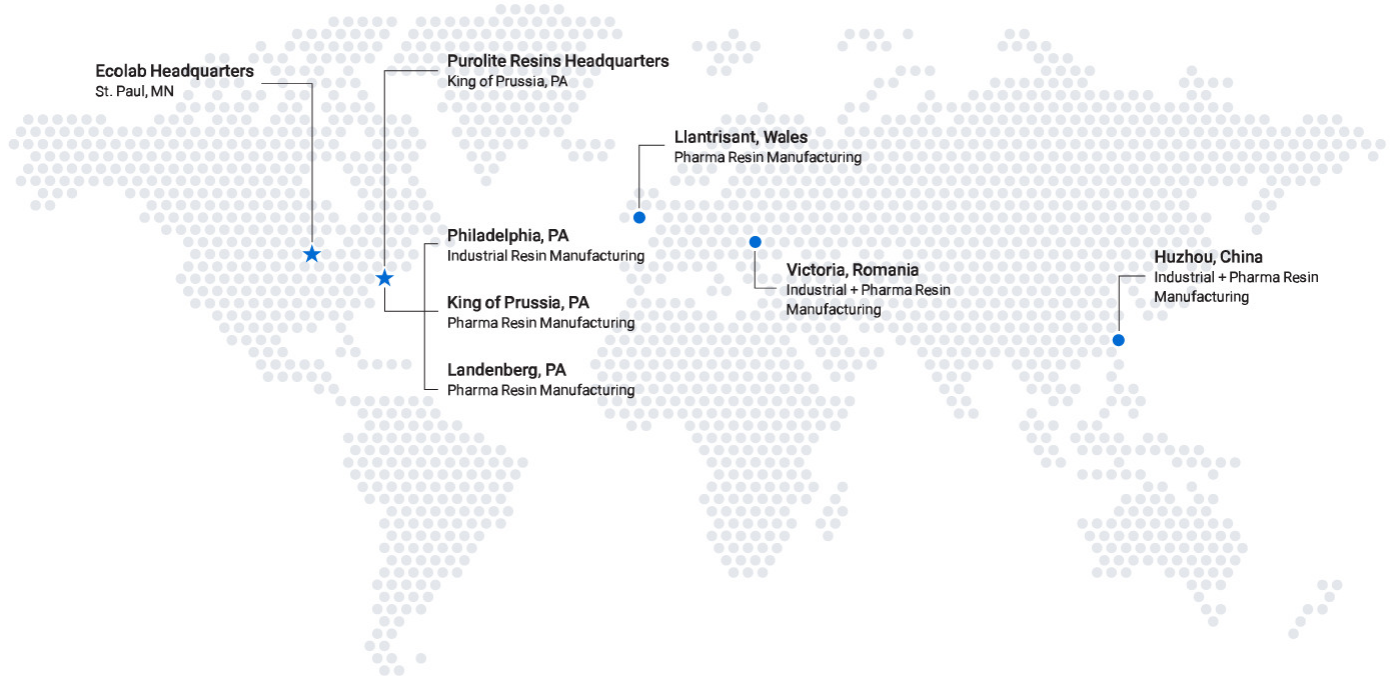 Ecolab Headquarters
St. Paul, MN
Purolite Resins Headquarters
King of Prussia, PA
Llantrisant, Wales
Pharma Resin Manufacturing
Philadelphia, PA
Industrial Resin Manufacturing
King of Prussia, PA
Pharma Resin Manufacturing
Landenberg, PA
Pharma Resin Manufacturing
Victoria, Romania
Industrial + Pharma Resin
Manufacturing
Huzhou, China
Industrial + Pharma Resin
Manufacturing